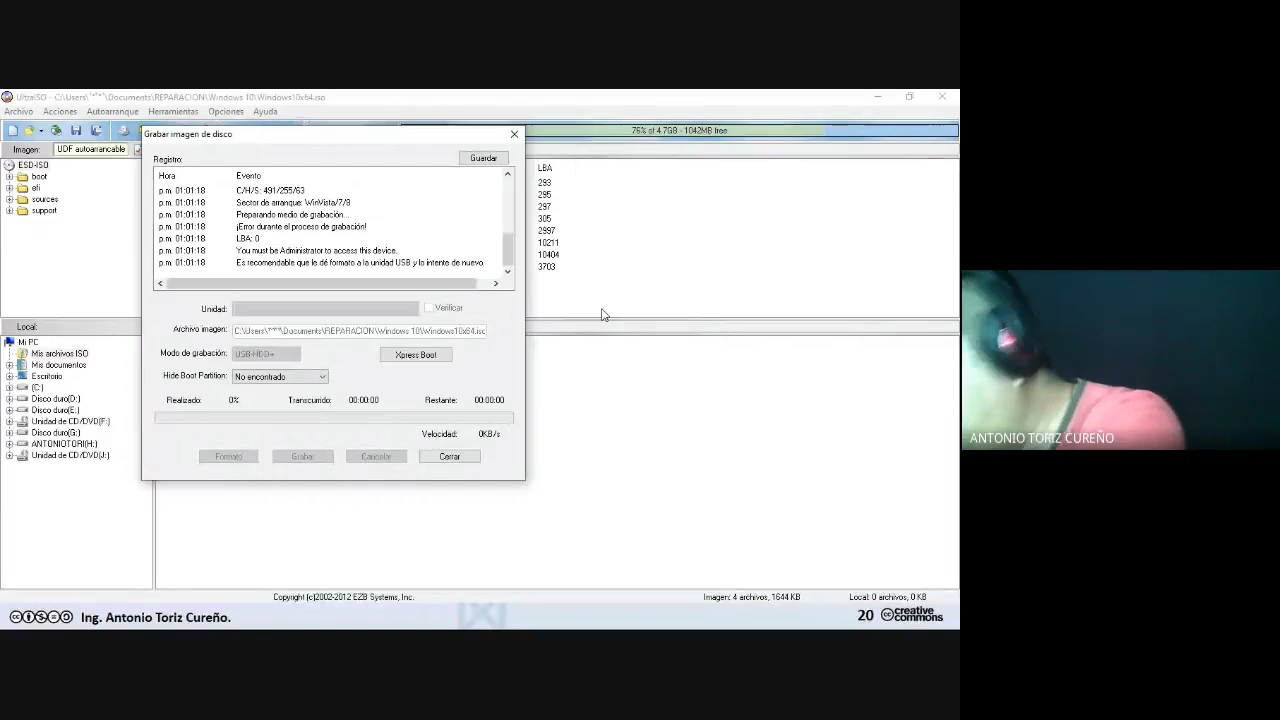 UltraISO - C:\Users\˙*˙*˙\Documents\REPARACION\Windows 10\Windows10x64.iso
Archivo Acciones Autoarranque Herramientas Opciones Ayuda
76% of 4.7GB - 1042MB free
Imagen: UDF autoarrancable
ESD-ISO
boot
efi
sources
support
LBA
293
295
297
305
2997
10211
10404
3703
Grabar imagen de disco
Registro: Guardar
Hora Evento
p.m. 01:01:18 C/H/S: 491/255/63
p.m. 01:01:18 Sector de arranque: WinVista/7/8
p.m. 01:01:18 Preparando medio de grabación...
p.m. 01:01:18 ¡Error durante el proceso de grabación!
p.m. 01:01:18 LBA: 0
p.m. 01:01:18 You must be Administrator to access this device.
p.m. 01:01:18 Es recomendable que le dé formato a la unidad USB y lo intente de nuevo.
Unidad: Verificar
Archivo imagen: C:\Users\˙*˙*˙\Documents\REPARACION\Windows 10\Windows10x64.iso
Modo de grabación: USB-HDD+ Xpress Boot
Hide Boot Partition: No encontrado
Realizado: 0% Transcurrido: 00:00:00 Restante: 00:00:00
Velocidad: 0KB/s
Formato Grabar Cancelar Cerrar
Local:
Mi PC
Mis archivos ISO
Mis documentos
Escritorio
(C:)
Disco duro(D:)
Disco duro(E:)
Unidad de CD/DVD(F:)
Disco duro(G:)
ANTONIOTORI(H:)
Unidad de CD/DVD(J:)
Copyright (c)2002-2012 EZB Systems, Inc. Imagen: 4 archivos, 1644 KB Local: 0 archivos, 0 KB
Ing. Antonio Toriz Cureño. 20 cc creative commons
ANTONIO TORIZ CUREÑO